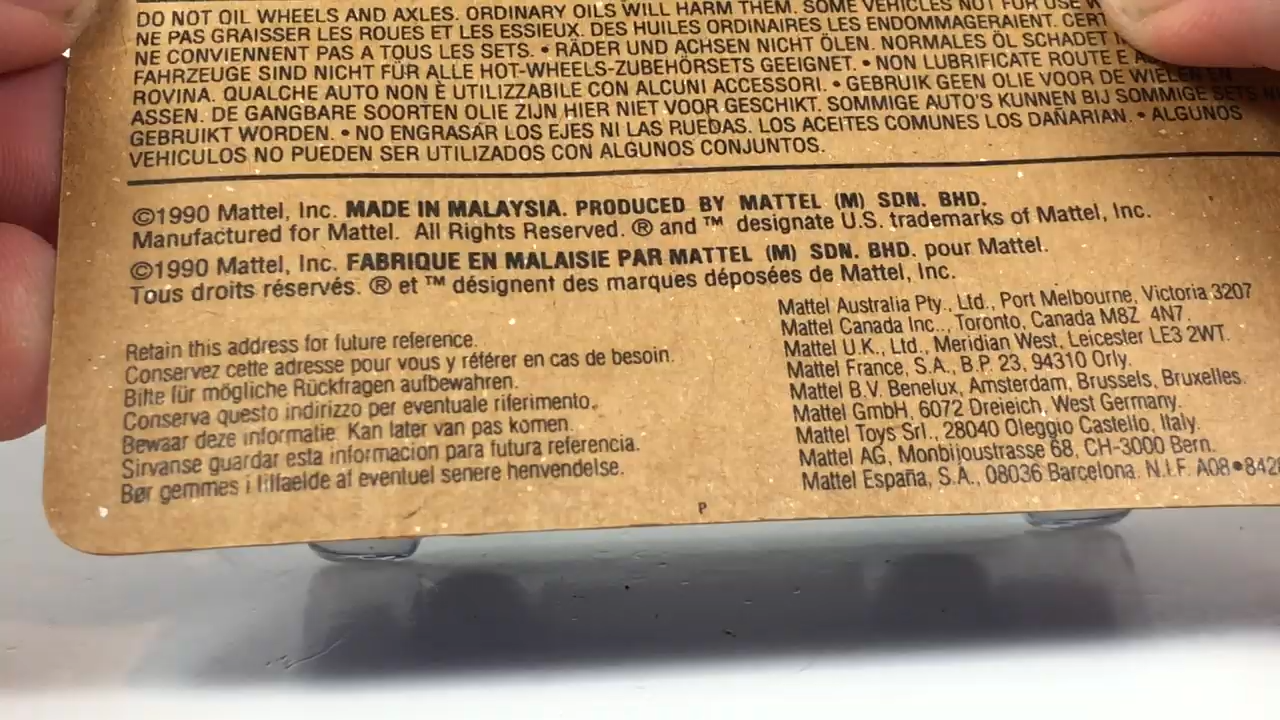 DO NOT OIL WHEELS AND AXLES. ORDINARY OILS WILL HARM THEM. SOME VEHICLES NOT FOR USE W
NE PAS GRAISSER LES ROUES ET LES ESSIEUX. DES HUILES ORDINAIRES LES ENDOMMAGERAIENT. CERT
NE CONVIENNENT PAS A TOUS LES SETS. • RÄDER UND ACHSEN NICHT ÖLEN. NORMALES ÖL SCHADET
FAHRZEUGE SIND NICHT FÜR ALLE HOT-WHEELS-ZUBEHÖRSETS GEEIGNET. • NON LUBRIFICATE ROUTE E
ROVINA. QUALCHE AUTO NON È UTILIZZABILE CON ALCUNI ACCESSORI. • GEBRUIK GEEN OLIE VOOR DE WIELEN EN
ASSEN. DE GANGBARE SOORTEN OLIE ZIJN HIER NIET VOOR GESCHIKT. SOMMIGE AUTO'S KUNNEN BIJ SOMMIGE SETS
GEBRUIKT WORDEN. • NO ENGRASAR LOS EJES NI LAS RUEDAS. LOS ACEITES COMUNES LOS DAÑARIAN. • ALGUNOS
VEHICULOS NO PUEDEN SER UTILIZADOS CON ALGUNOS CONJUNTOS.
©1990 Mattel, Inc. MADE IN MALAYSIA. PRODUCED BY MATTEL (M) SDN. BHD.
Manufactured for Mattel. All Rights Reserved. ® and ™ designate U.S. trademarks of Mattel, Inc.
©1990 Mattel, Inc. FABRIQUE EN MALAISIE PAR MATTEL (M) SDN. BHD. pour Mattel.
Tous droits réservés. ® et ™ désignent des marques déposées de Mattel, Inc.
Retain this address for future reference.
Conservez cette adresse pour vous y référer en cas de besoin.
Bitte für mögliche Rückfragen aufbewahren.
Conserva questo indirizzo per eventuale riferimento.
Bewaar deze informatie. Kan later van pas komen.
Sirvanse guardar esta informacion para futura referencia.
Bør gemmes i tilfaelde af eventuel senere henvendelse.
Mattel Australia Pty., Ltd., Port Melbourne, Victoria 3207
Mattel Canada Inc., Toronto, Canada M8Z 4N7.
Mattel U.K., Ltd., Meridian West, Leicester LE3 2WT.
Mattel France, S.A., B.P. 23, 94310 Orly.
Mattel B.V. Benelux, Amsterdam, Brussels, Bruxelles.
Mattel GmbH, 6072 Dreieich, West Germany.
Mattel Toys Srl., 28040 Oleggio Castello, Italy.
Mattel AG, Monbijoustrasse 68, CH-3000 Bern.
Mattel España, S.A., 08036 Barcelona. N.I.F. A08•842
P